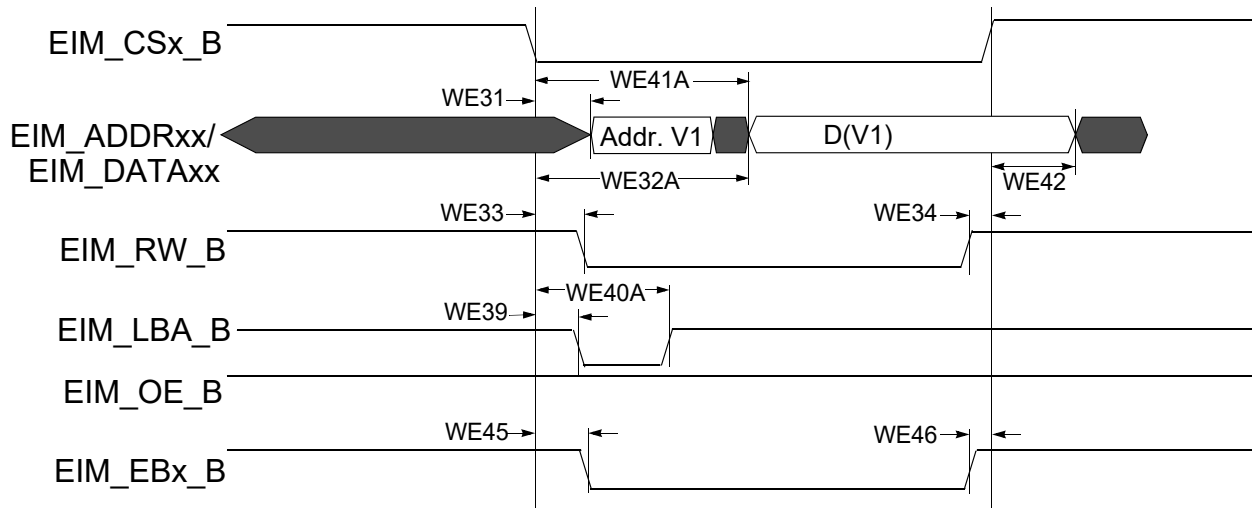 EIM_CSx_B
WE41A
WE31
EIM_ADDRxx/
EIM_DATAxx
Addr. V1
D(V1)
WE32A
WE42
WE33
WE34
EIM_RW_B
WE40A
WE39
EIM_LBA_B
EIM_OE_B
WE45
WE46
EIM_EBx_B